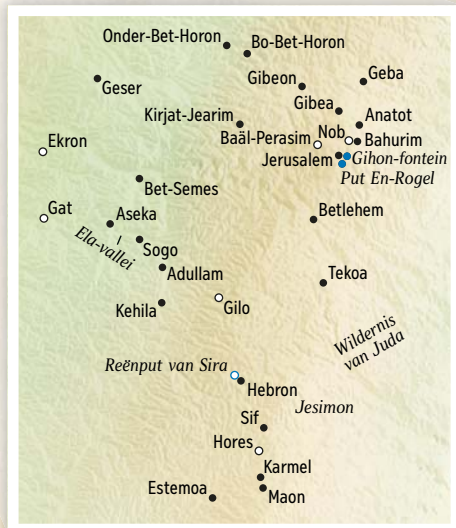 Onder-Bet-Horon
Bo-Bet-Horon
Geser
Gibeon
Geba
Gibea
Kirjat-Jearim
Anatot
Nob
Ekron
Baäl-Perasim
Bahurim
Jerusalem
Gihon-fontein
Put En-Rogel
Bet-Semes
Gat
Aseka
Betlehem
Ela-vallei
Sogo
Adullam
Tekoa
Kehila
Gilo
Wildernis
van Juda
Reënput van Sira
Hebron
Jesimon
Sif
Hores
Karmel
Estemoa
Maon